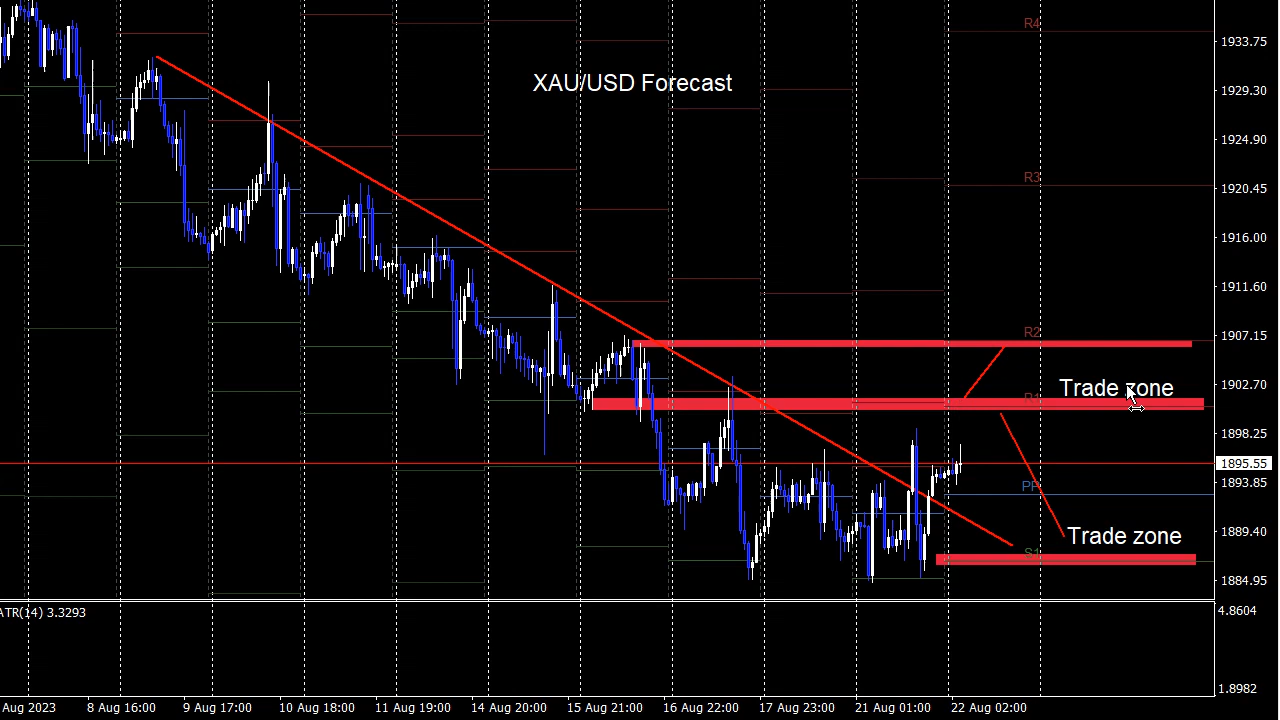 R4
1933.75
XAU/USD Forecast
1929.30
1924.90
R3
1920.45
1916.00
1911.60
R2
1907.15
Trade zone
1902.70
R1
1898.25
1895.55
PP
1893.85
Trade zone
1889.40
S1
1884.95
ATR(14) 3.3293
4.8604
1.8982
Aug 2023
8 Aug 16:00
9 Aug 17:00
10 Aug 18:00
11 Aug 19:00
14 Aug 20:00
15 Aug 21:00
16 Aug 22:00
17 Aug 23:00
21 Aug 01:00
22 Aug 02:00